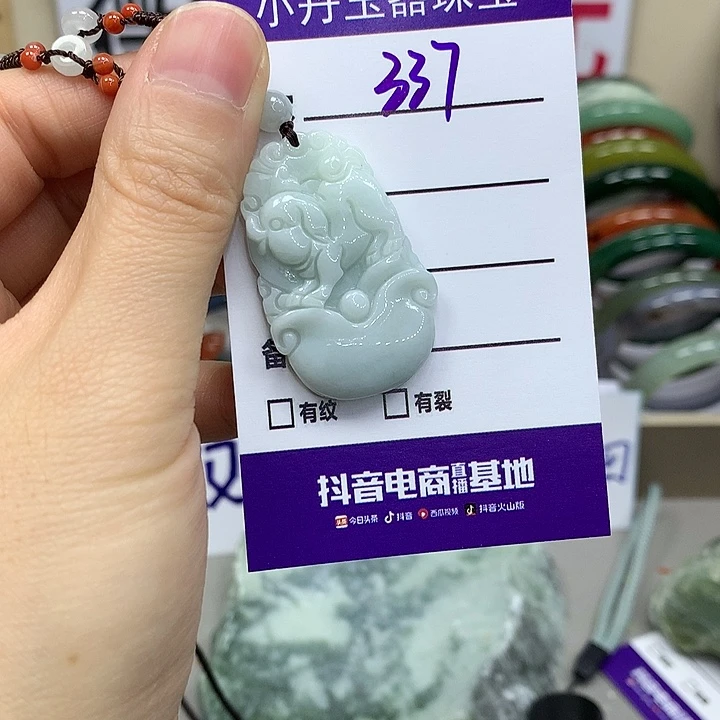 小丹玉器珠宝
337
备
有纹 有裂
抖音电商直播基地
今日头条 抖音 西瓜视频 抖音火山版